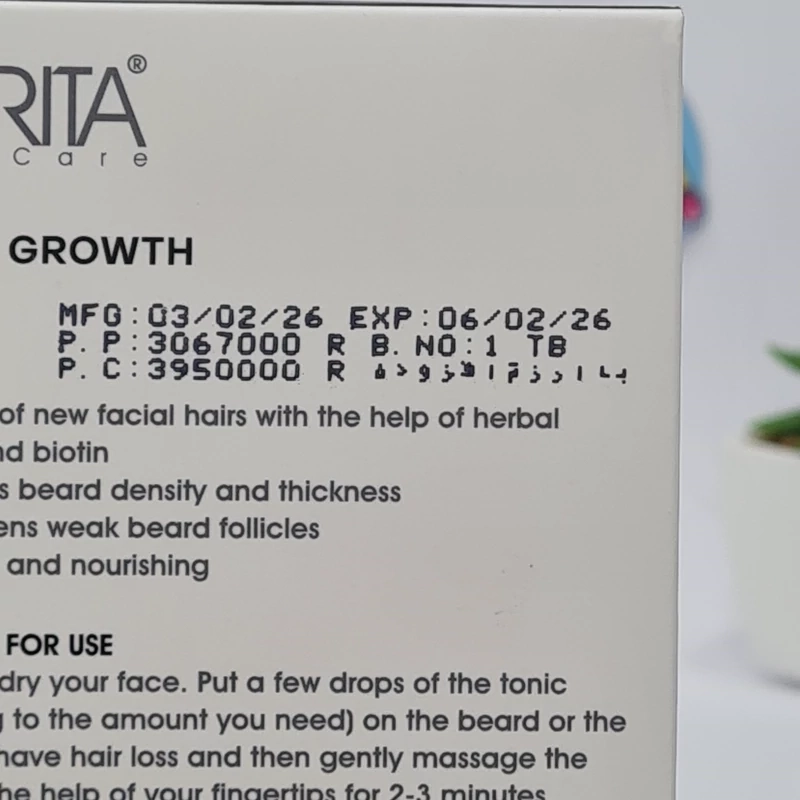 RITA®
Care
GROWTH
MFG:03/02/26 EXP:06/02/26
P. P:3067000 R B. NO:1 TB
P. C:3950000 R
of new facial hairs with the help of herbal
biotin
beard density and thickness
weak beard follicles
and nourishing
FOR USE
dry your face. Put a few drops of the tonic
to the amount you need) on the beard or the
have hair loss and then gently massage the
the help of your fingertips for 2-3 minutes